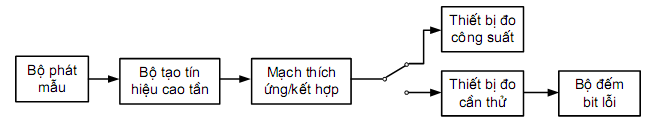 Bộ phát
mẫu
Bộ tạo tín
hiệu cao tần
Mạch thích
ứng/kết hợp
Thiết bị đo
công suất
Thiết bị đo
cần thử
Bộ đếm
bit lỗi